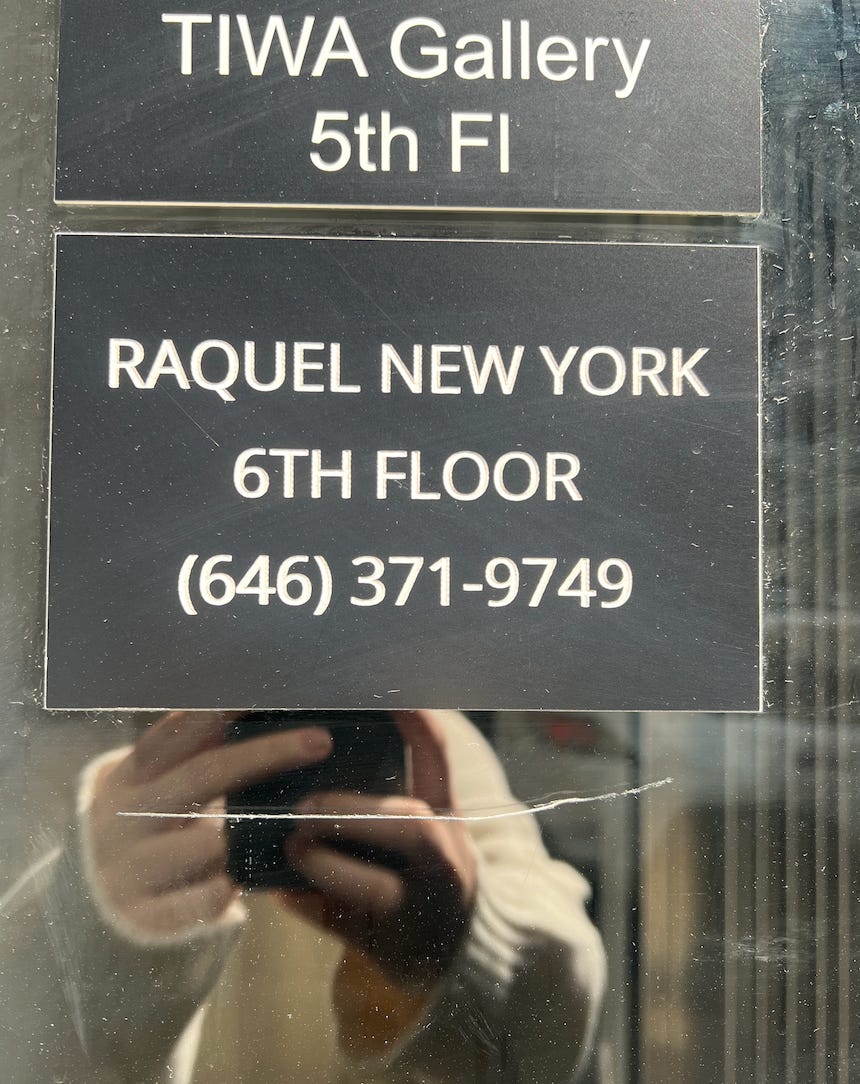 TIWA Gallery
5th Fl
RAQUEL NEW YORK
6TH FLOOR
(646) 371-9749